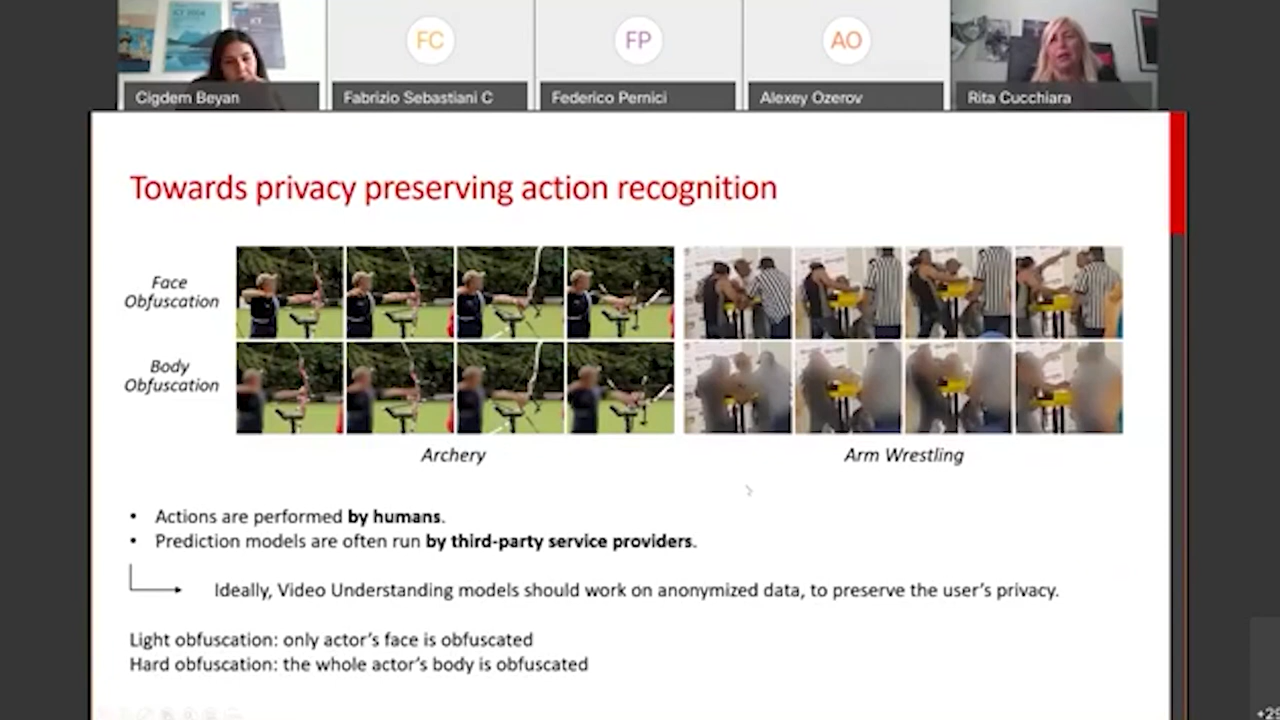 ICT
FC
FP
AO
Cigdem Beyan
Fabrizio Sebastiani C
Federico Pernici
Alexey Ozerov
Rita Cucchiara
Towards privacy preserving action recognition
Face
Obfuscation
Body
Obfuscation
Archery
Arm Wrestling
• Actions are performed by humans.
• Prediction models are often run by third-party service providers.
Ideally, Video Understanding models should work on anonymized data, to preserve the user's privacy.
Light obfuscation: only actor's face is obfuscated
Hard obfuscation: the whole actor's body is obfuscated